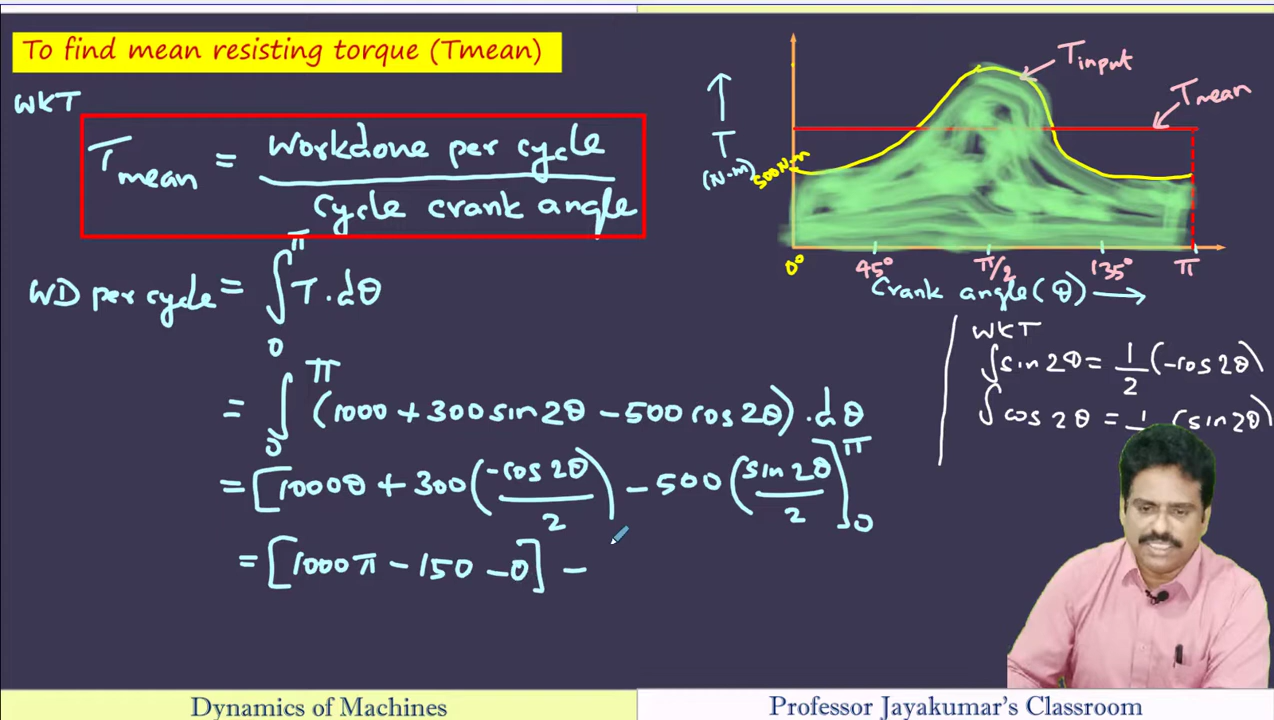 To find mean resisting torque (Tmean)
WKT
Tmean = Workdone per cycle / Cycle crank angle
WD per cycle = ∫₀^π T.dθ
= ∫₀^π (1000 + 300 sin 2θ - 500 cos 2θ).dθ
= [1000θ + 300(-cos 2θ / 2) - 500(sin 2θ / 2)]₀^π
= [1000π - 150 - 0] -
Tinput
Tmean
T
(N-m)
500N-m
0° 45° π/2 135° π
Crank angle(θ) →
WKT
∫sin 2θ = 1/2 (-cos 2θ)
∫cos 2θ = 1 (sin 2θ)
Dynamics of Machines
Professor Jayakumar's Classroom